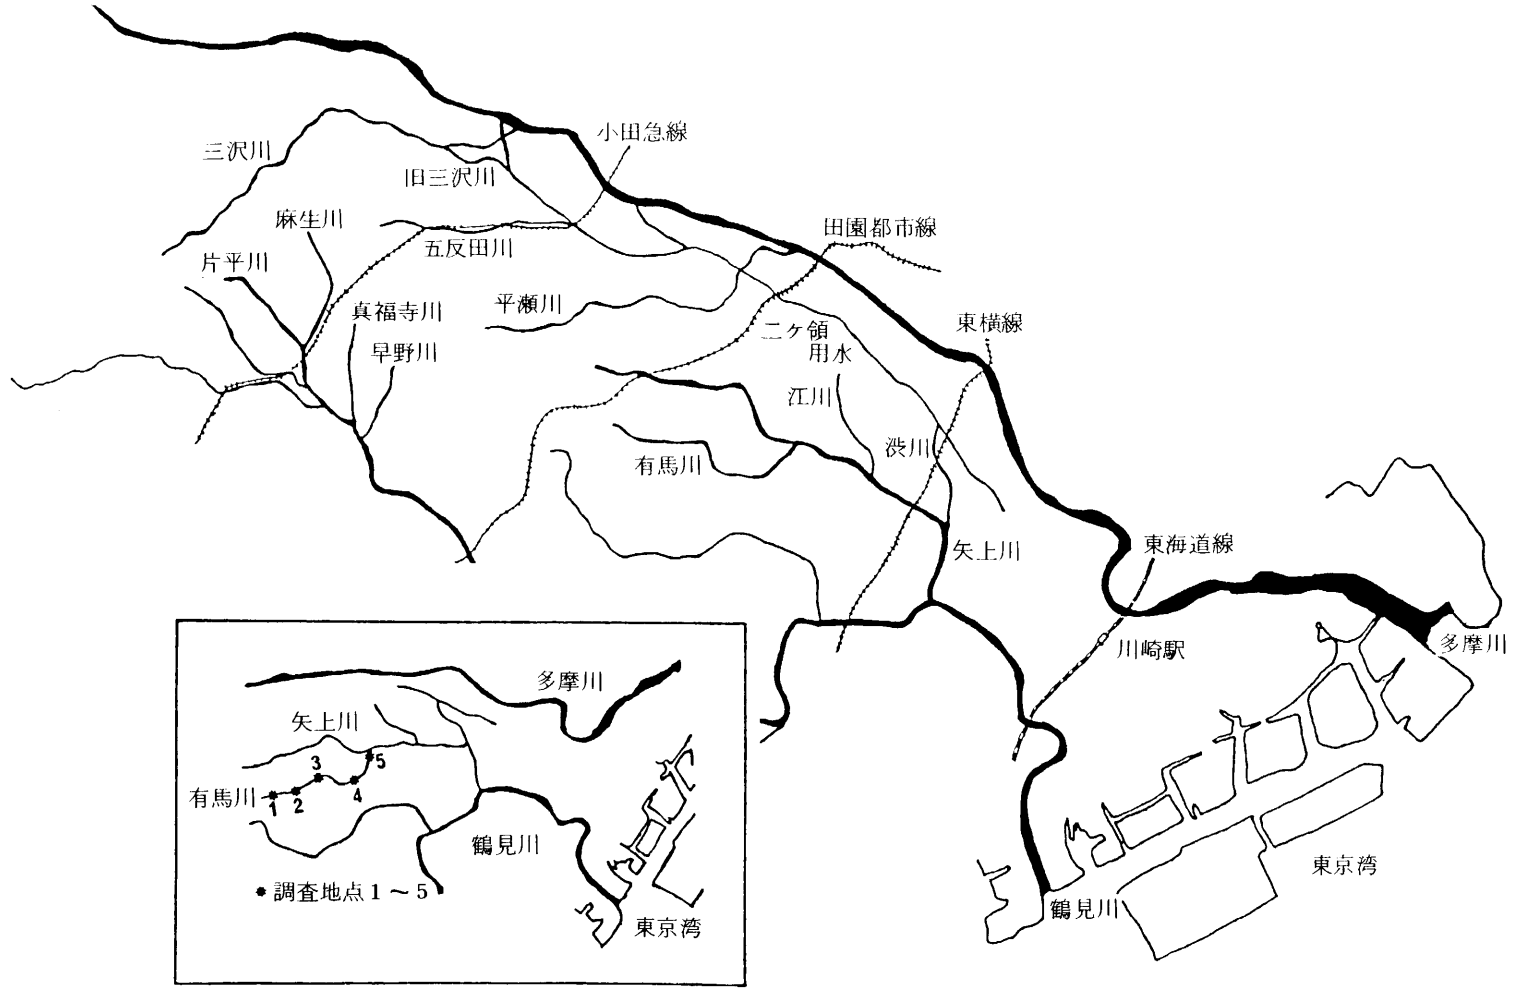 小田急線
三沢川
旧三沢川
麻生川
田園都市線
五反田川
片平川
平瀬川
真福寺川
東横線
二ケ領
用水
早野川
江川
渋川
有馬川
矢上川
東海道線
川崎駅
多摩川
東京湾
鶴見川
多摩川
矢上川
3
5
有馬川
1
2
4
鶴見川
調査地点1～5
東京湾